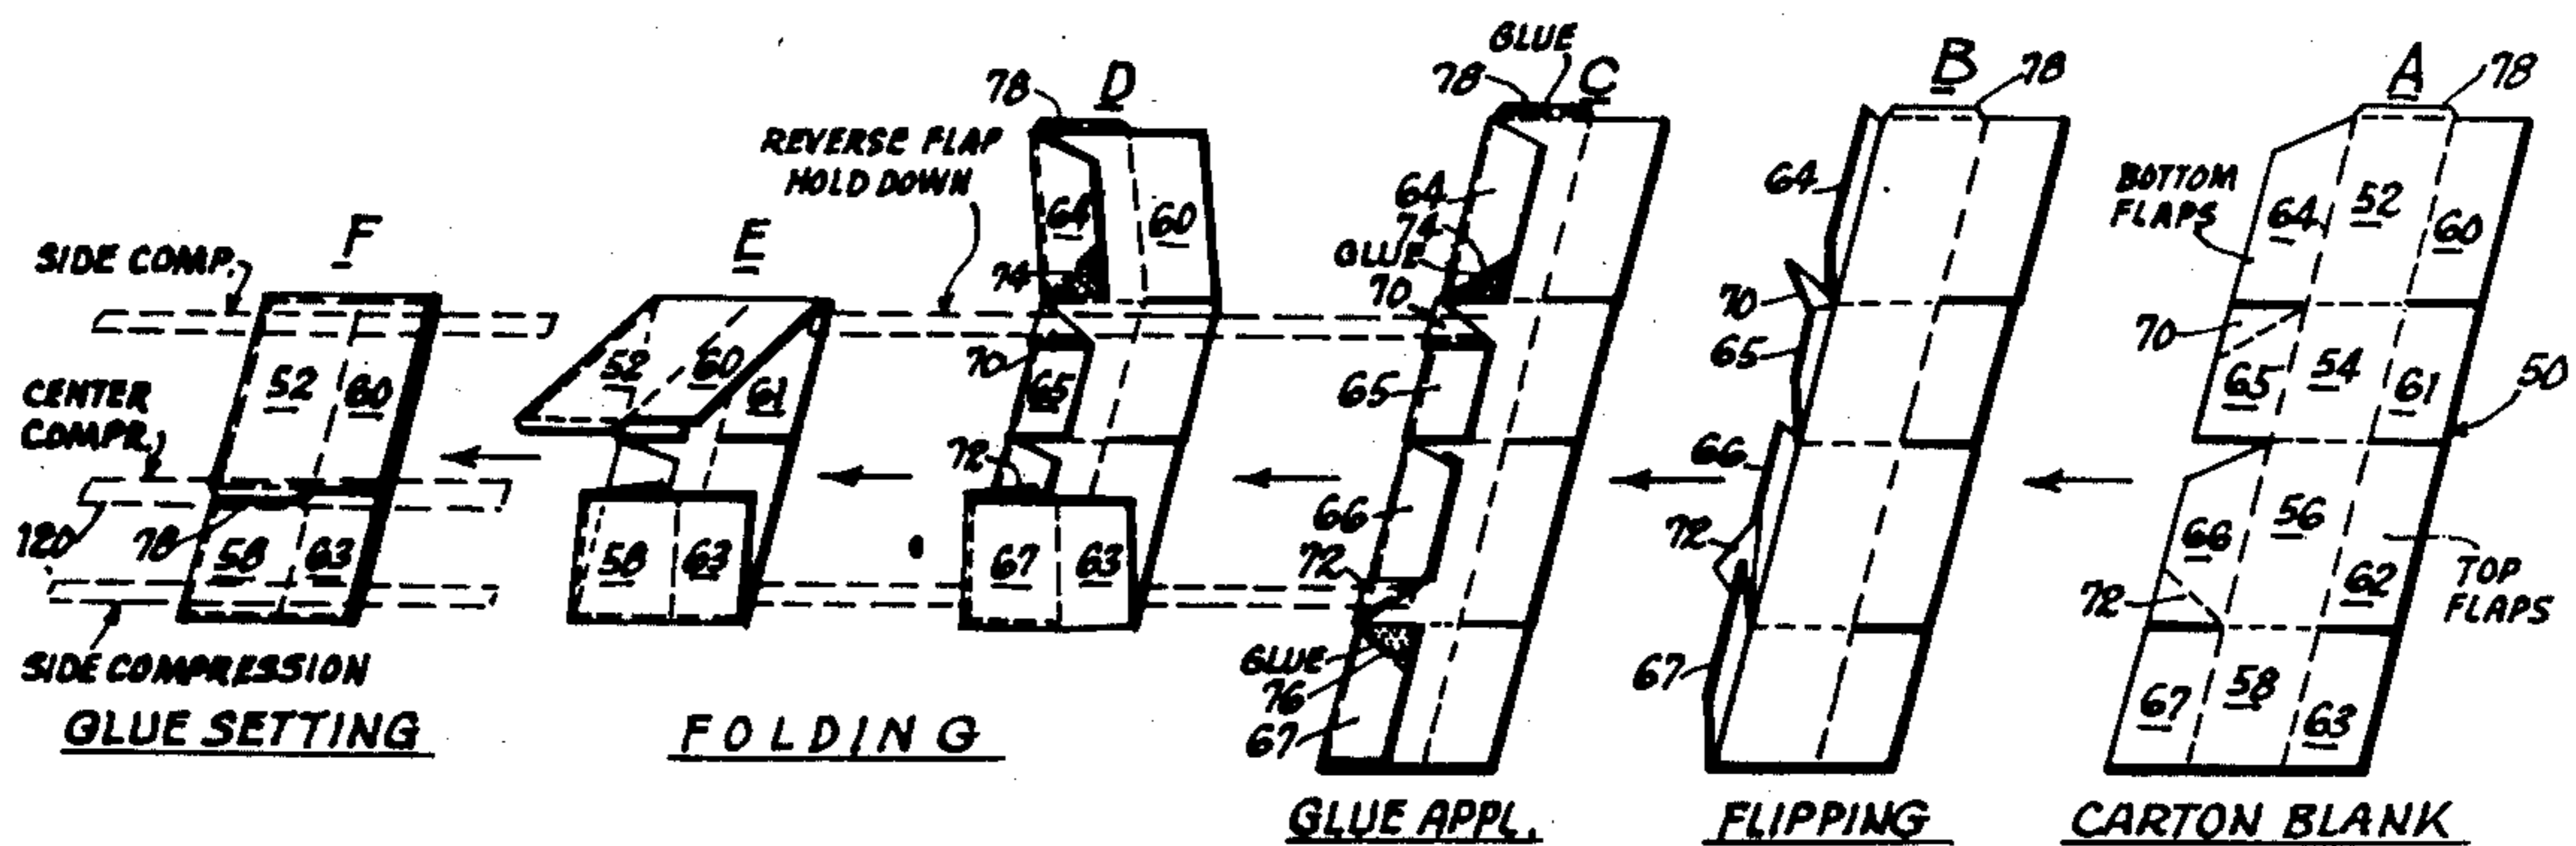 GLUE
78
C
B
78
A
78
78
D
REVERSE FLAP
HOLD DOWN
64
60
74
70
65
72
67
63
64
74
GLUE
70
65
66
72
GLUE
76
67
64
70
65
66
72
67
BOTTOM
FLAPS
64
52
60
70
65
54
61
50
66
56
62
72
TOP
FLAPS
67
58
63
SIDE COMP.
F
E
52
60
52
60
61
CENTER
COMPR.
120
78
58
63
58
63
SIDE COMPRESSION
GLUE SETTING
FOLDING
GLUE APPL.
FLIPPING
CARTON BLANK